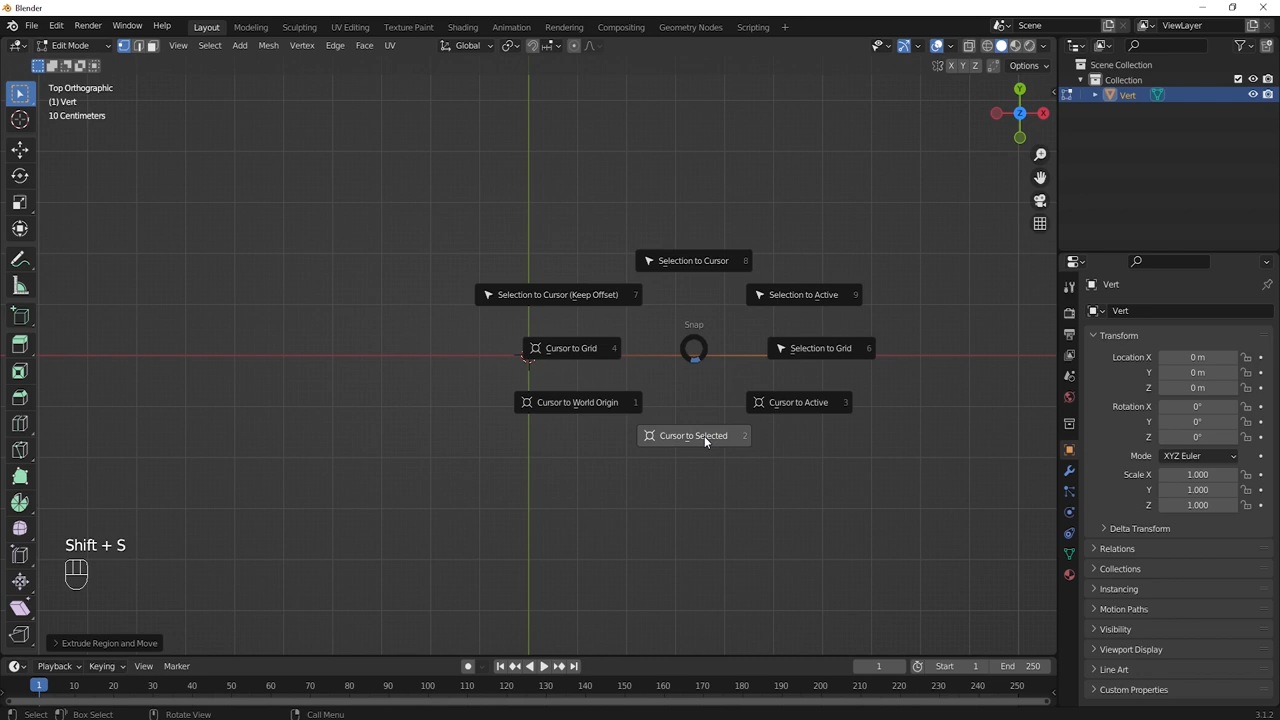 Blender
File Edit Render Window Help Layout Modeling Sculpting UV Editing Texture Paint Shading Animation Rendering Compositing Geometry Nodes Scripting + Scene ViewLayer
Edit Mode View Select Add Mesh Vertex Edge Face UV Global
X Y Z Options
Top Orthographic
(1) Vert
10 Centimeters
Y
Z X
Scene Collection
Collection
Vert
Selection to Cursor 8
Selection to Cursor (Keep Offset) 7
Selection to Active 9
Snap
Cursor to Grid 4
Selection to Grid 6
Cursor to World Origin 1
Cursor to Active 3
Cursor to Selected 2
Shift + S
Extrude Region and Move
Vert
Vert
Transform
Location X 0 m
Y 0 m
Z 0 m
Rotation X 0°
Y 0°
Z 0°
Mode XYZ Euler
Scale X 1.000
Y 1.000
Z 1.000
Delta Transform
Relations
Collections
Instancing
Motion Paths
Visibility
Viewport Display
Line Art
Custom Properties
Playback Keying View Marker 1 Start 1 End 250
1 10 20 30 40 50 60 70 80 90 100 110 120 130 140 150 160 170 180 190 200 210 220 230 240 250
Select Box Select Rotate View Call Menu 3.1.2